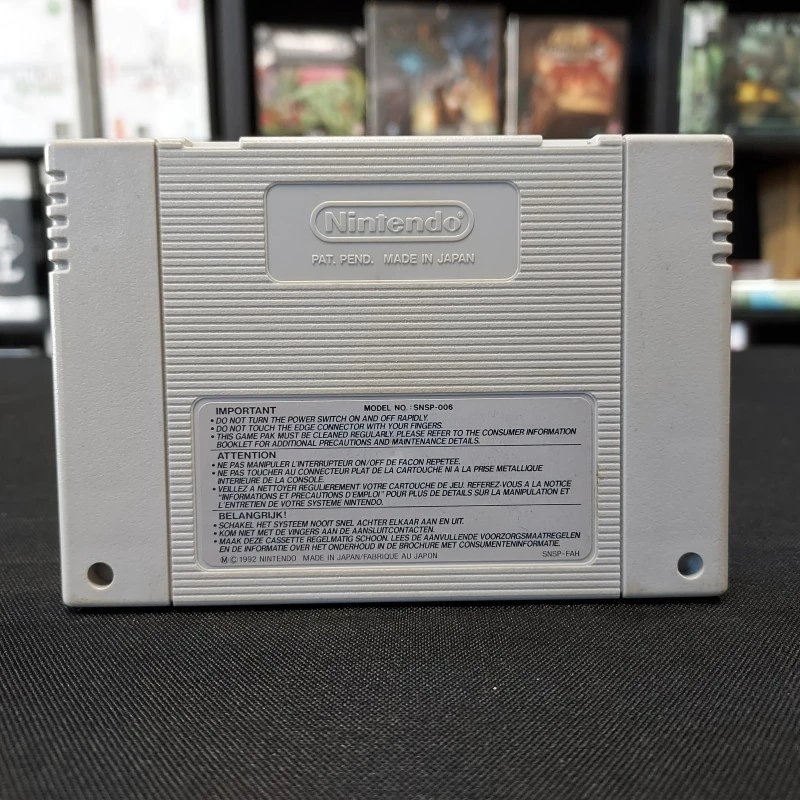 Nintendo®
PAT. PEND. MADE IN JAPAN
IMPORTANT MODEL NO.: SNSP-006
• DO NOT TURN THE POWER SWITCH ON AND OFF RAPIDLY.
• DO NOT TOUCH THE EDGE CONNECTOR WITH YOUR FINGERS.
• THIS GAME PAK MUST BE CLEANED REGULARLY. PLEASE REFER TO THE CONSUMER INFORMATION
BOOKLET FOR ADDITIONAL PRECAUTIONS AND MAINTENANCE DETAILS.
ATTENTION
• NE PAS MANIPULER L'INTERRUPTEUR ON/OFF DE FACON REPETEE.
• NE PAS TOUCHER AU CONNECTEUR PLAT DE LA CARTOUCHE NI A LA PRISE METALLIQUE
INTERIEURE DE LA CONSOLE.
• VEILLEZ A NETTOYER REGULIEREMENT VOTRE CARTOUCHE DE JEU. REFEREZ-VOUS A LA NOTICE
"INFORMATIONS ET PRECAUTIONS D'EMPLOI" POUR PLUS DE DETAILS SUR LA MANIPULATION ET
L'ENTRETIEN DE VOTRE SYSTEME NINTENDO.
BELANGRIJK!
• SCHAKEL HET SYSTEEM NOOIT SNEL ACHTER ELKAAR AAN EN UIT.
• KOM NIET MET DE VINGERS AAN DE AANSLUITCONTACTEN.
• MAAK DEZE CASSETTE REGELMATIG SCHOON. LEES DE AANVULLENDE VOORZORGSMAATREGELEN
EN DE INFORMATIE OVER HET ONDERHOUD IN DE BROCHURE MET CONSUMENTENINFORMATIE.
Ⓜ © 1992 NINTENDO MADE IN JAPAN/FABRIQUE AU JAPON SNSP-FAH